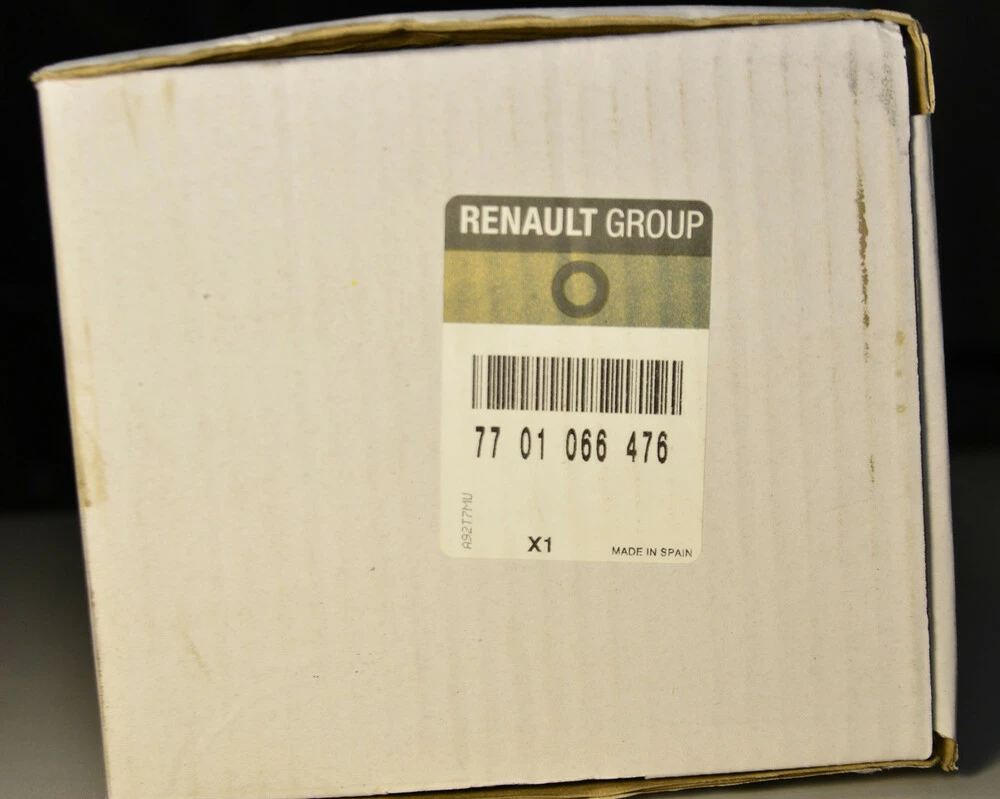 RENAULT GROUP
77 01 066 476
A92T7MU
X1
MADE IN SPAIN